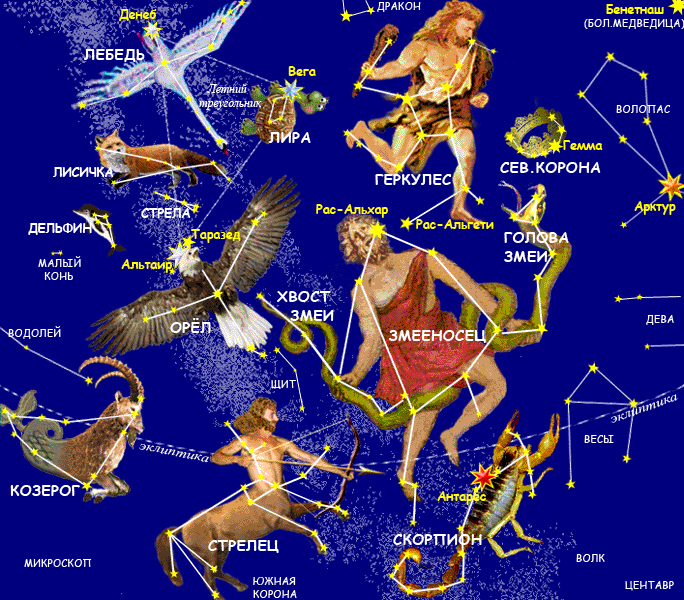 ДРАКОН
Бенетнаш
(БОЛ.МЕДВЕДИЦА)
Денеб
ЛЕБЕДЬ
Вега
Летний
треугольник
ЛИРА
ВОЛОПАС
Гемма
СЕВ.КОРОНА
ЛИСИЧКА
ГЕРКУЛЕС
Арктур
СТРЕЛА
Рас-Альхар
Рас-Альгети
ДЕЛЬФИН
Таразед
ГОЛОВА
ЗМЕИ
МАЛЫЙ
КОНЬ
Альтаир
ХВОСТ
ЗМЕИ
ОРЁЛ
ВОДОЛЕЙ
ЗМЕЕНОСЕЦ
ДЕВА
ЩИТ
эклиптика
ВЕСЫ
эклиптика
КОЗЕРОГ
Антарес
СТРЕЛЕЦ
СКОРПИОН
МИКРОСКОП
ВОЛК
ЮЖНАЯ
КОРОНА
ЦЕНТАВР